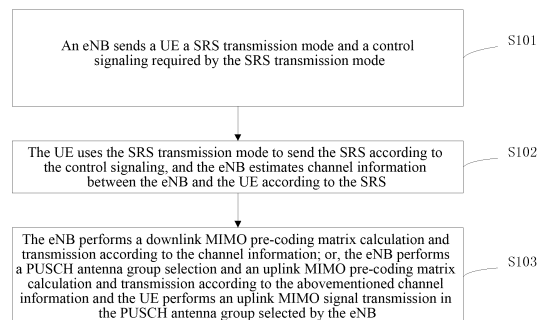 An eNB sends a UE a SRS transmission mode and a control
signaling required by the SRS transmission mode
S101
The UE uses the SRS transmission mode to send the SRS according to
the control signaling, and the eNB estimates channel information
between the eNB and the UE according to the SRS
S102
The eNB performs a downlink MIMO pre-coding matrix calculation and
transmission according to the channel information; or, the eNB performs
a PUSCH antenna group selection and an uplink MIMO pre-coding matrix
calculation and transmission according to the abovementioned channel
information and the UE performs an uplink MIMO signal transmission in
the PUSCH antenna group selected by the eNB
S103